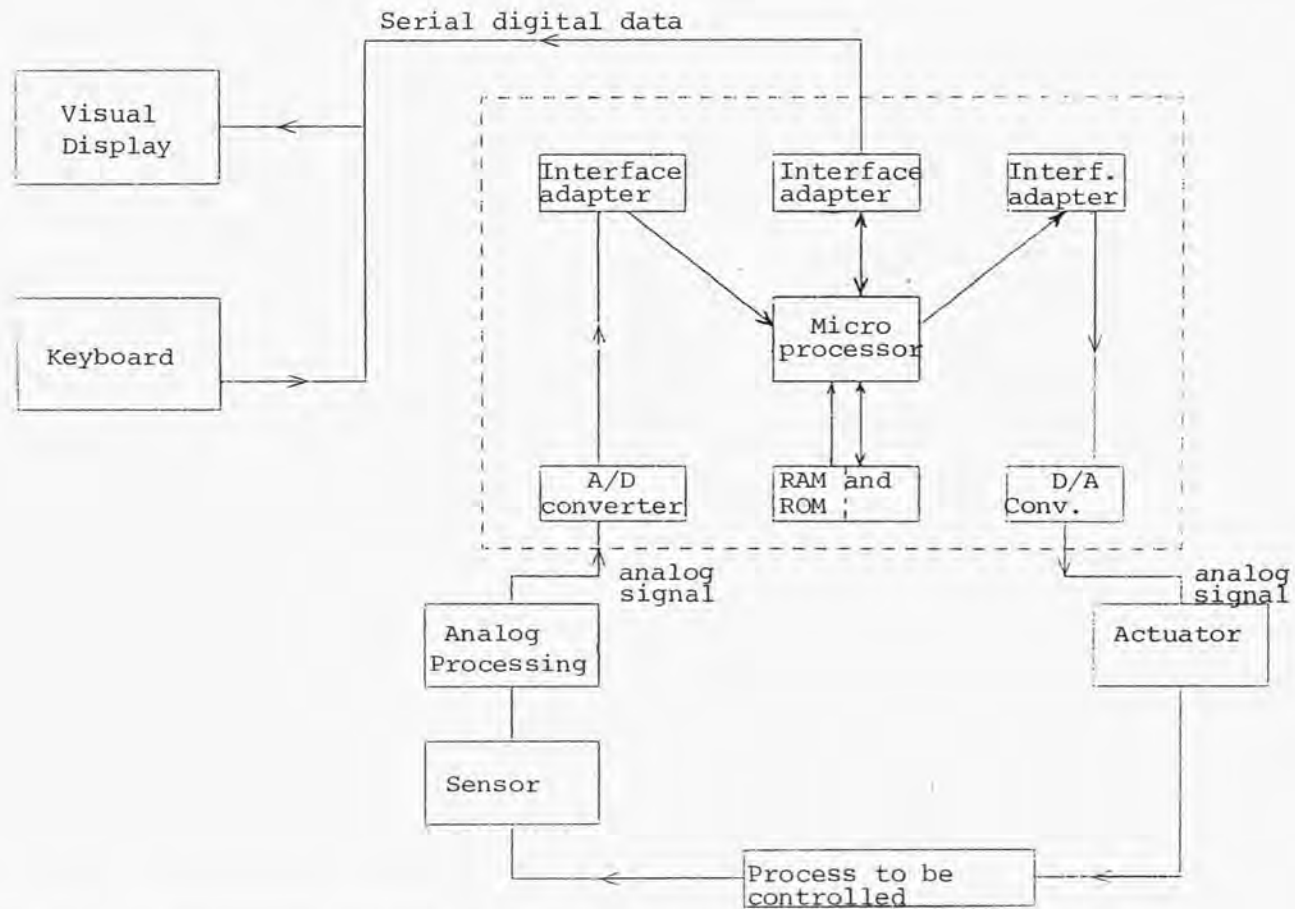 Serial digital data
Visual
Display
Interface
adapter
Interface
adapter
Interf.
adapter
Keyboard
Micro
processor
A/D
converter
RAM and
ROM
D/A
Conv.
analog
signal
analog
signal
Analog
Processing
Actuator
Sensor
Process to be
controlled